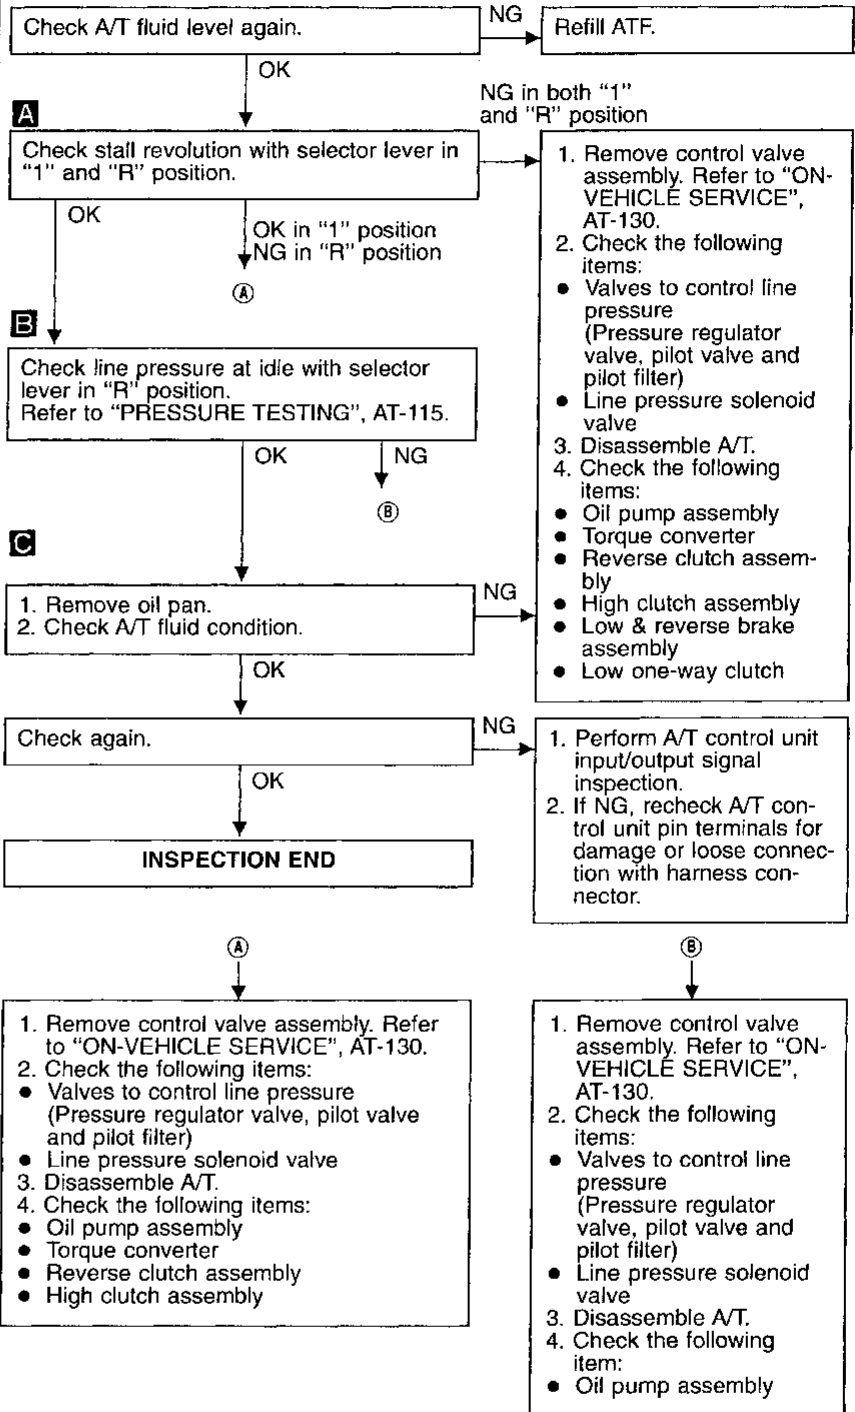 Check A/T fluid level again.
NG
Refill ATF.
OK
NG in both "1"
and "R" position
A
Check stall revolution with selector lever in
"1" and "R" position.
OK
OK in "1" position
NG in "R" position
A
1. Remove control valve
assembly. Refer to "ON-
VEHICLE SERVICE",
AT-130.
2. Check the following
items:
● Valves to control line
pressure
(Pressure regulator
valve, pilot valve and
pilot filter)
● Line pressure solenoid
valve
3. Disassemble A/T.
4. Check the following
items:
● Oil pump assembly
● Torque converter
● Reverse clutch assem-
bly
● High clutch assembly
● Low & reverse brake
assembly
● Low one-way clutch
B
Check line pressure at idle with selector
lever in "R" position.
Refer to "PRESSURE TESTING", AT-115.
OK
NG
B
C
1. Remove oil pan.
2. Check A/T fluid condition.
NG
OK
Check again.
NG
1. Perform A/T control unit
input/output signal
inspection.
2. If NG, recheck A/T con-
trol unit pin terminals for
damage or loose connec-
tion with harness con-
nector.
OK
INSPECTION END
A
1. Remove control valve assembly. Refer
to "ON-VEHICLE SERVICE", AT-130.
2. Check the following items:
● Valves to control line pressure
(Pressure regulator valve, pilot valve
and pilot filter)
● Line pressure solenoid valve
3. Disassemble A/T.
4. Check the following items:
● Oil pump assembly
● Torque converter
● Reverse clutch assembly
● High clutch assembly
B
1. Remove control valve
assembly. Refer to "ON-
VEHICLE SERVICE",
AT-130.
2. Check the following
items:
● Valves to control line
pressure
(Pressure regulator
valve, pilot valve and
pilot filter)
● Line pressure solenoid
valve
3. Disassemble A/T.
4. Check the following
item:
● Oil pump assembly